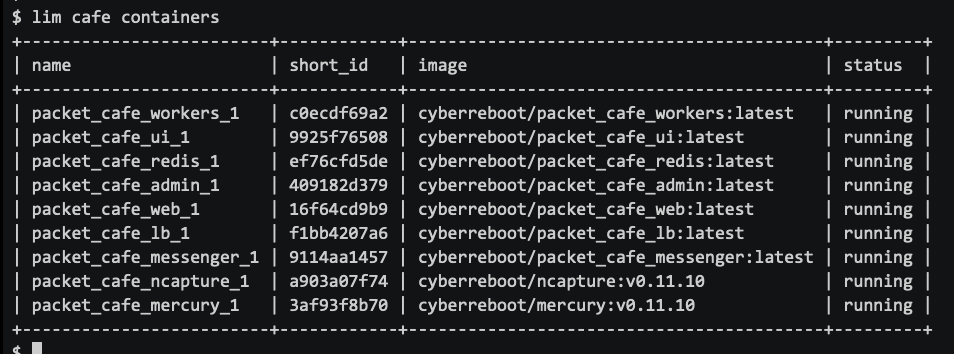 $ lim cafe containers
+-------------------------+------------+------------------------------------------+---------+
| name                    | short_id   | image                                    | status  |
+-------------------------+------------+------------------------------------------+---------+
| packet_cafe_workers_1   | c0ecdf69a2 | cyberreboot/packet_cafe_workers:latest   | running |
| packet_cafe_ui_1        | 9925f76508 | cyberreboot/packet_cafe_ui:latest        | running |
| packet_cafe_redis_1     | ef76cfd5de | cyberreboot/packet_cafe_redis:latest     | running |
| packet_cafe_admin_1     | 409182d379 | cyberreboot/packet_cafe_admin:latest     | running |
| packet_cafe_web_1       | 16f64cd9b9 | cyberreboot/packet_cafe_web:latest       | running |
| packet_cafe_lb_1        | f1bb4207a6 | cyberreboot/packet_cafe_lb:latest        | running |
| packet_cafe_messenger_1 | 9114aa1457 | cyberreboot/packet_cafe_messenger:latest | running |
| packet_cafe_ncapture_1  | a903a07f74 | cyberreboot/ncapture:v0.11.10            | running |
| packet_cafe_mercury_1   | 3af93f8b70 | cyberreboot/mercury:v0.11.10             | running |
+-------------------------+------------+------------------------------------------+---------+
$